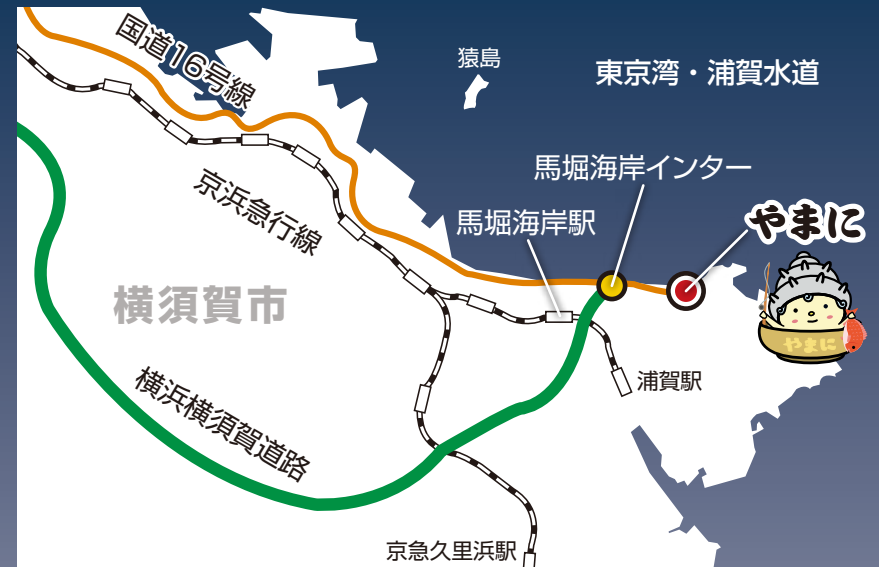 国道16号線
猿島
東京湾・浦賀水道
馬堀海岸インター
京浜急行線
馬堀海岸駅
やまに
横須賀市
やまに
浦賀駅
横浜横須賀道路
京急久里浜駅